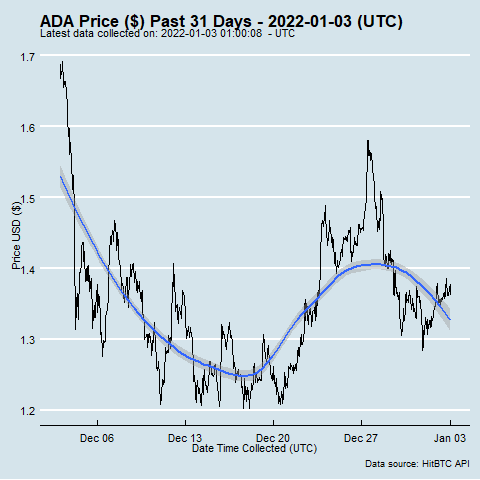 ADA Price ($) Past 31 Days - 2022-01-03 (UTC)
Latest data collected on: 2022-01-03 01:00:08 - UTC
1.7
1.6
1.5
1.4
1.3
1.2
Price USD ($)
Dec 06 Dec 13 Dec 20 Dec 27 Jan 03
Date Time Collected (UTC)
Data source: HitBTC API